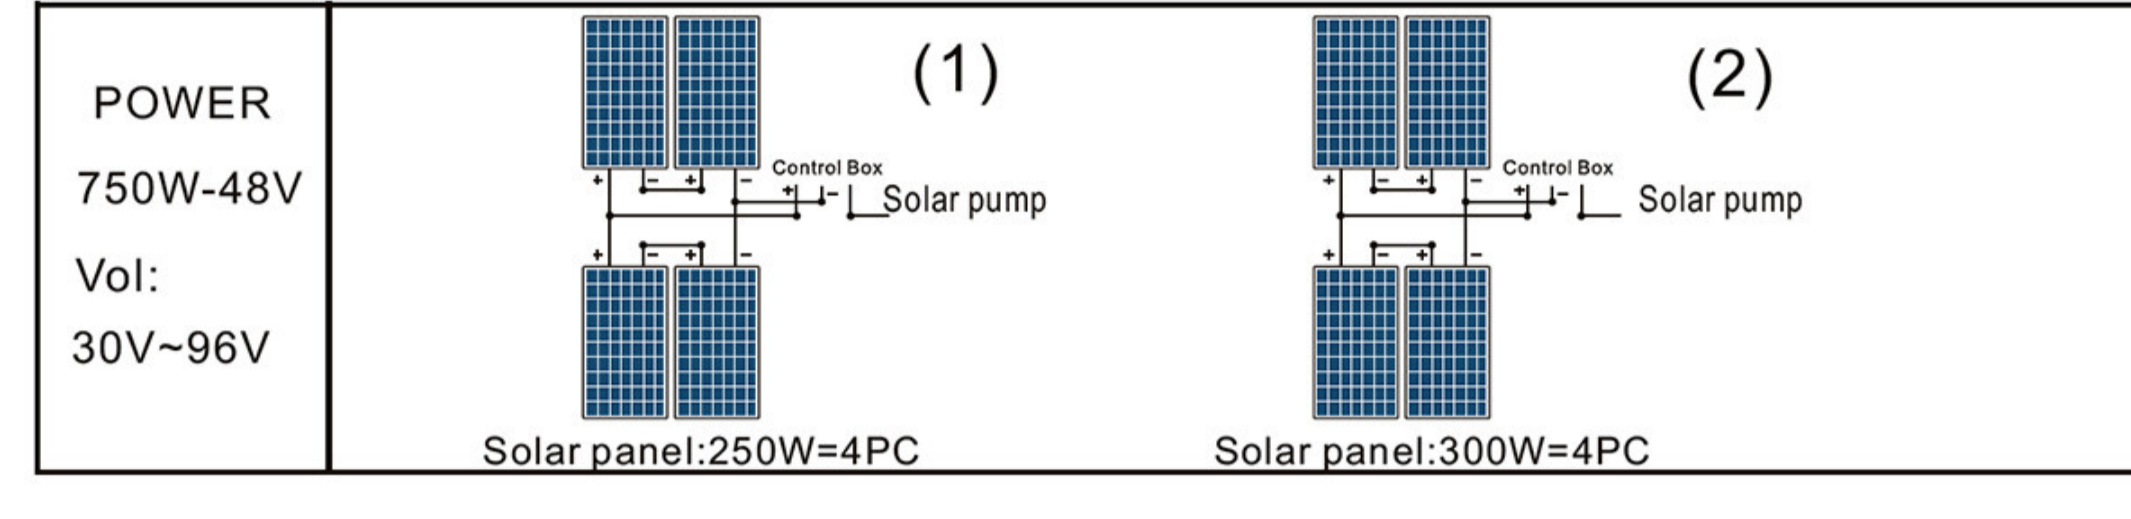 POWER
750W-48V
Vol:
30V~96V
(1)
Control Box
+ - + -
+ -
Solar pump
+ - + -
Solar panel:250W=4PC
(2)
Control Box
+ - + -
+ -
Solar pump
+ - + -
Solar panel:300W=4PC